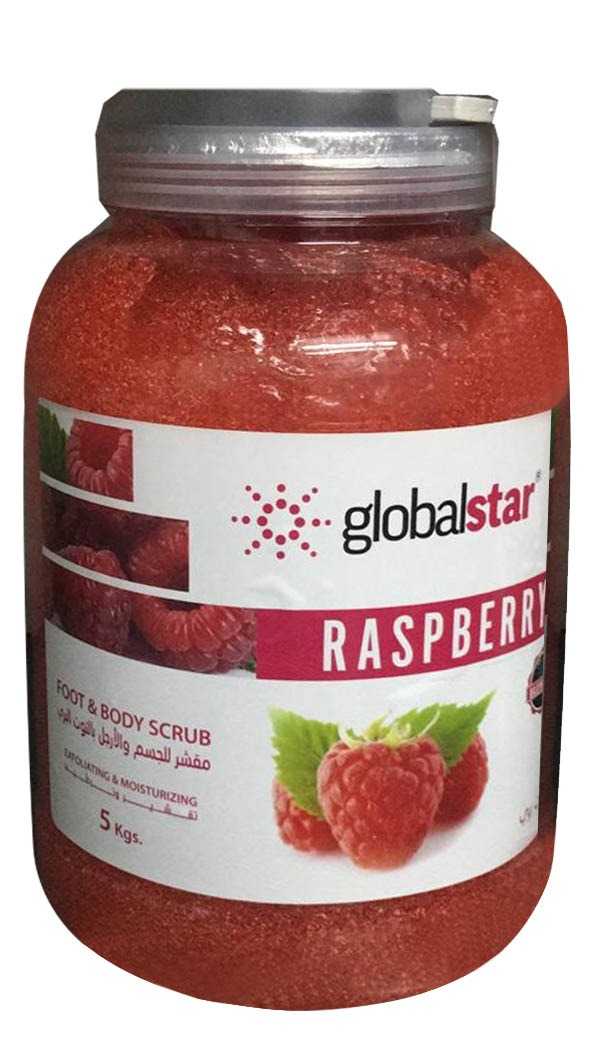 globalstar®
RASPBERRY
FOOT & BODY SCRUB
مقشر للجسم والأرجل بالتوت البري
EXFOLIATING & MOISTURIZING
5 Kgs.